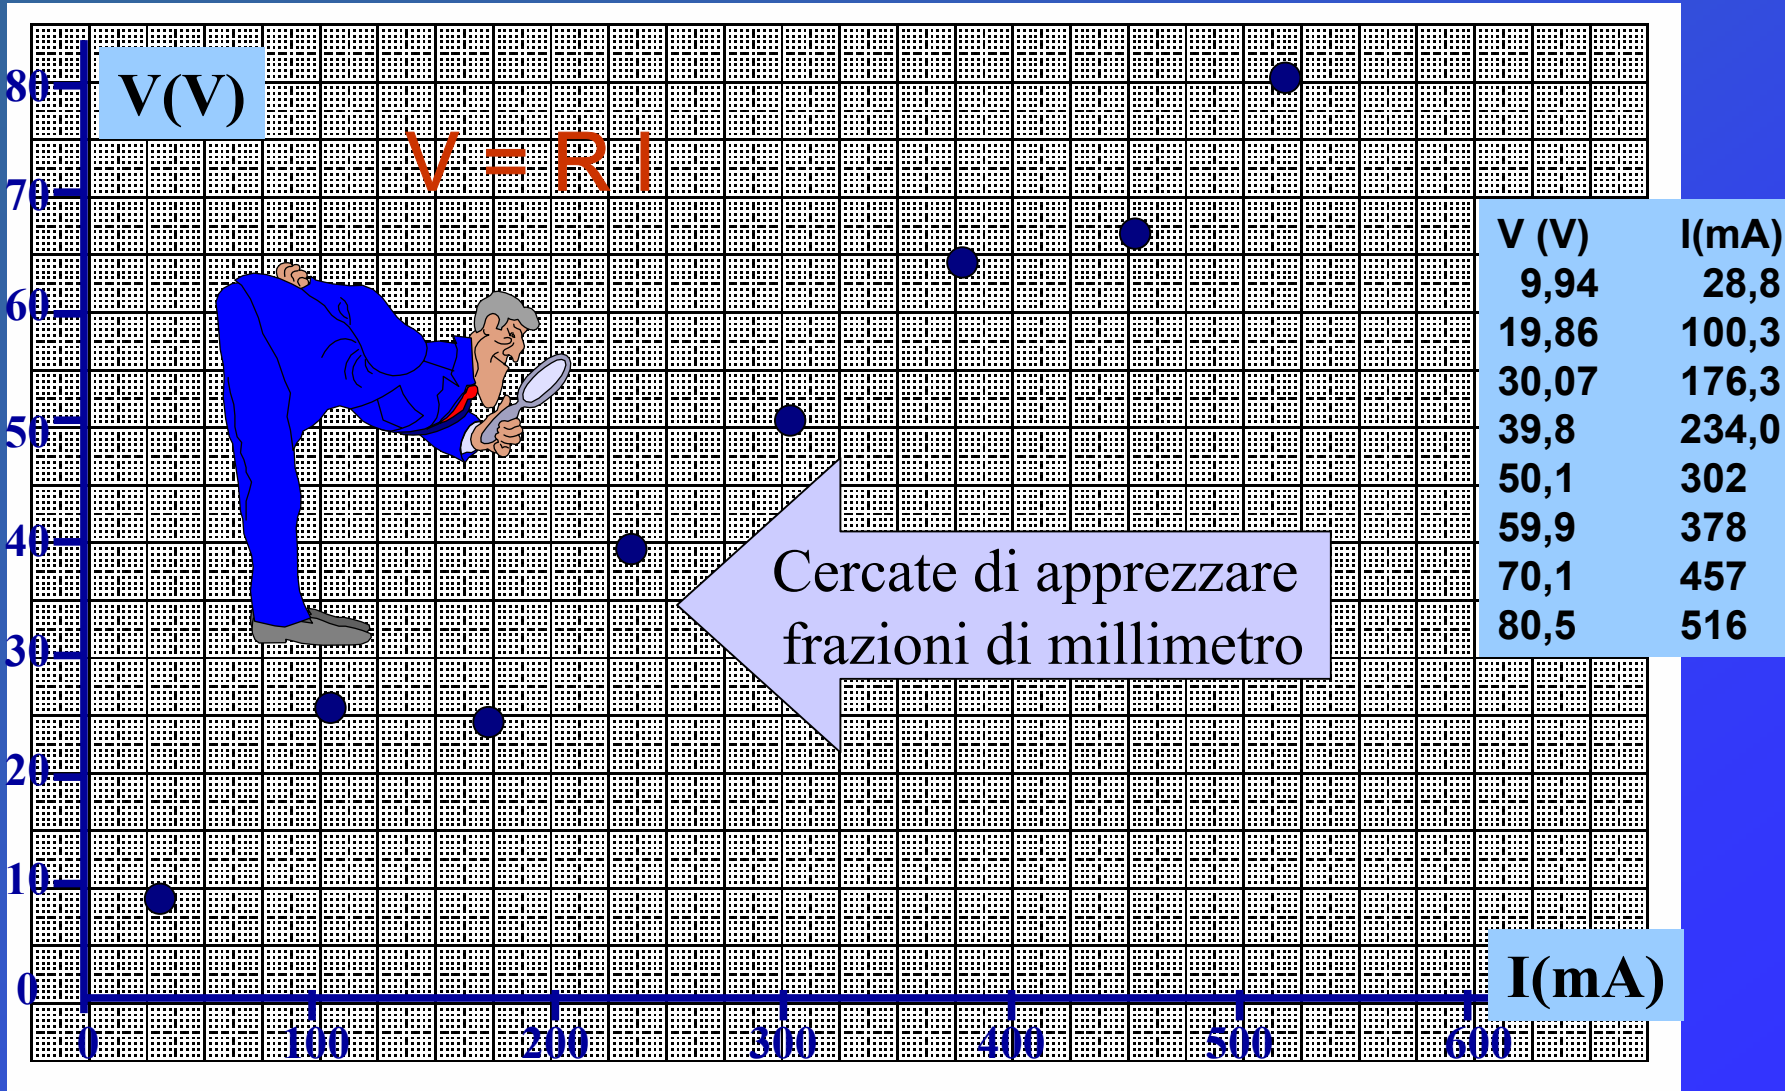 V(V)
V = R I
80
70
60
50
40
30
20
10
0
0 100 200 300 400 500 600
I(mA)
Cercate di apprezzare
frazioni di millimetro
V (V) I(mA)
9,94 28,8
19,86 100,3
30,07 176,3
39,8 234,0
50,1 302
59,9 378
70,1 457
80,5 516